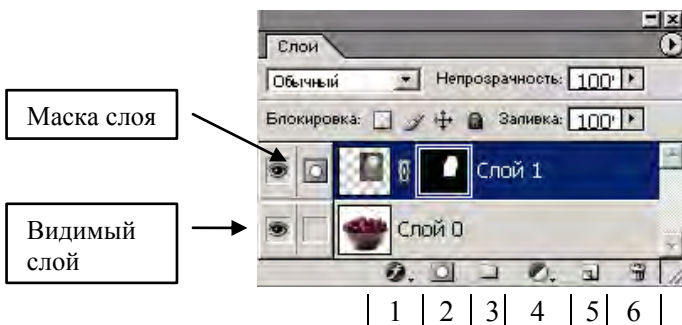 Слои
Обычный Непрозрачность: 100%
Блокировка: Заливка: 100%
Маска слоя
Слой 1
Видимый
слой
Слой 0
1 2 3 4 5 6